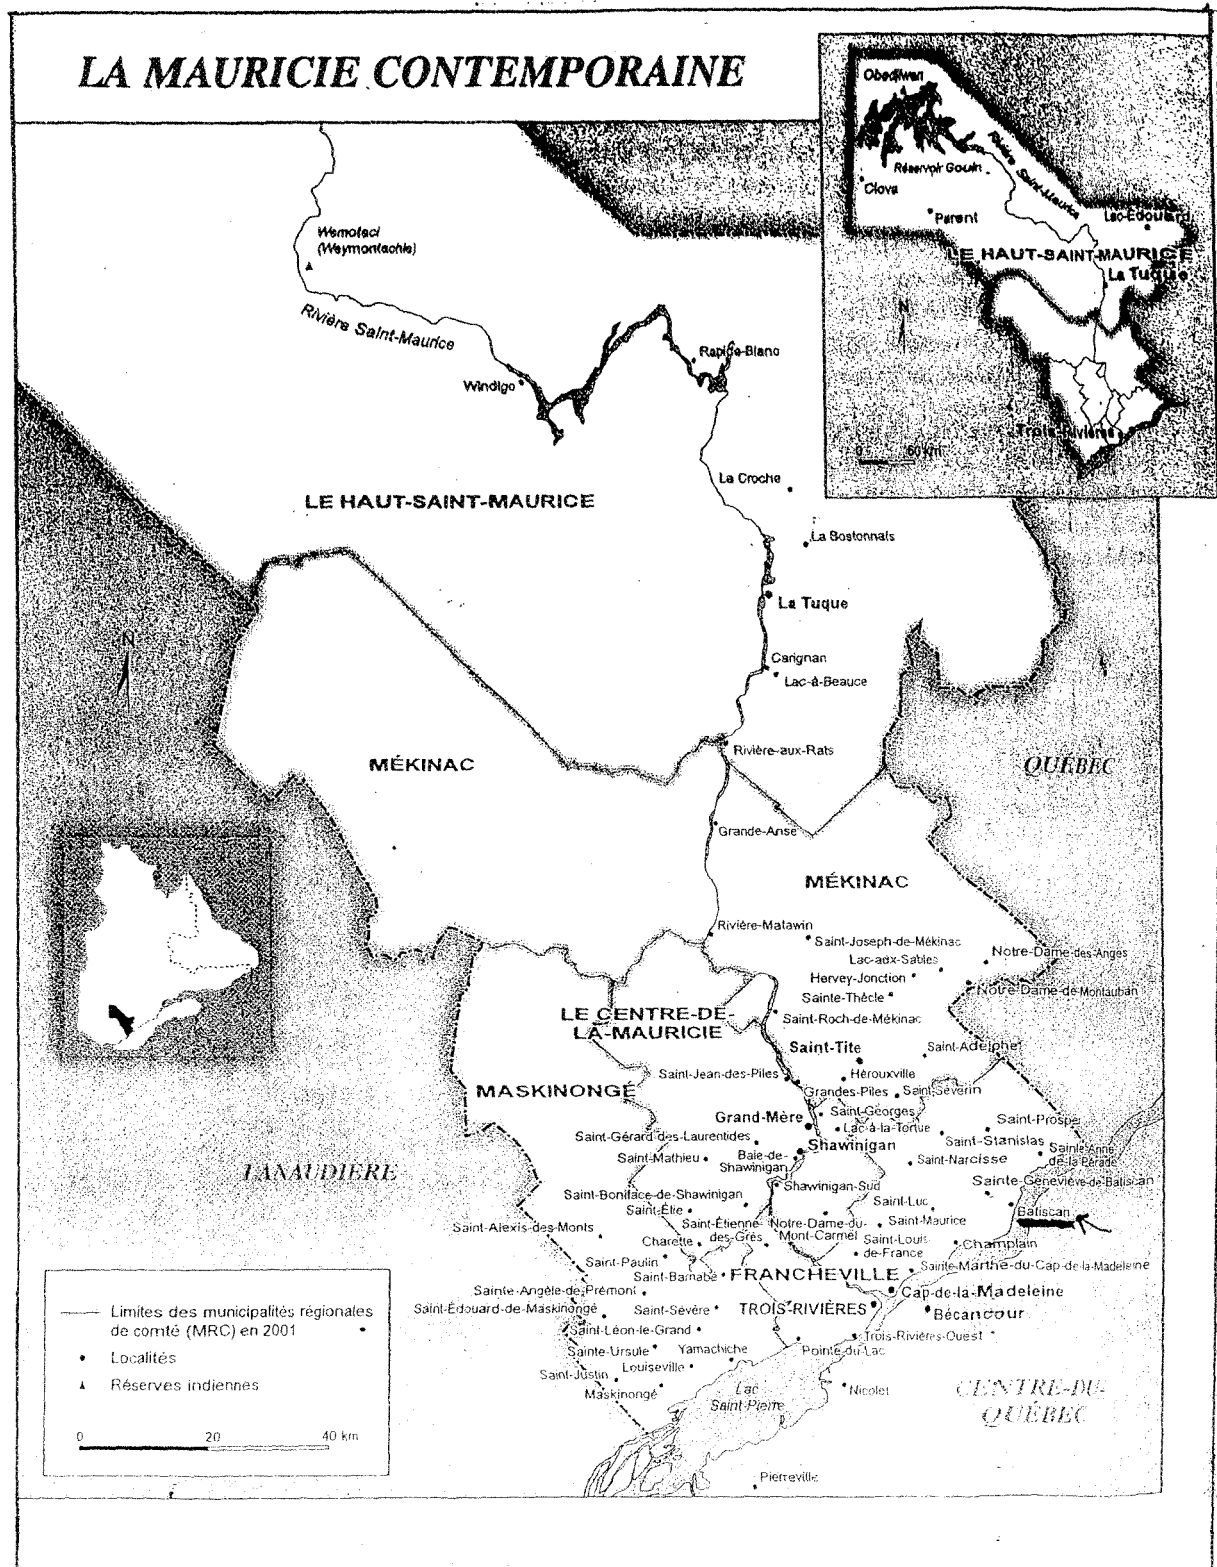 LA MAURICIE CONTEMPORAINE
Obedjiwan
Réservoir Gouin
Rivière Saint-Maurice
Clova
Parent
Lac-Édouard
LE HAUT-SAINT-MAURICE
La Tuque
N
Trois-Rivières
0 60 km
Wemotaci
(Weymontachie)
Rivière Saint-Maurice
Rapide-Blanc
Windigo
La Croche
LE HAUT-SAINT-MAURICE
La Bostonnais
La Tuque
N
Carignan
Lac-à-Beauce
Rivière-aux-Rats
MÉKINAC
QUÉBEC
Grande-Anse
MÉKINAC
Rivière-Matawin
Saint-Joseph-de-Mékinac
Notre-Dame-des-Anges
Lac-aux-Sables
Hervey-Jonction
Notre-Dame-de-Montauban
Sainte-Thècle
LE CENTRE-DE-
LA-MAURICIE
Saint-Roch-de-Mékinac
Saint-Tite
Saint-Adelphe
Saint-Jean-des-Piles
Hérouxville
MASKINONGÉ
Grandes-Piles
Saint-Séverin
Grand-Mère
Saint-Georges
Saint-Prosper
Lac-à-la-Tortue
Saint-Gérard-des-Laurentides
Shawinigan
Saint-Stanislas
Sainte-Anne-
de-la-Pérade
Saint-Mathieu
Baie-de-
Shawinigan
Saint-Narcisse
LANAUDIÈRE
Sainte-Geneviève-de-Batiscan
Shawinigan-Sud
Saint-Boniface-de-Shawinigan
Saint-Luc
Saint-Élie
Batiscan
Saint-Alexis-des-Monts
Saint-Étienne-
des-Grès
Notre-Dame-du-
Mont-Carmel
Saint-Maurice
Charette
Saint-Louis-
de-France
Champlain
Saint-Paulin
Saint-Barnabé
FRANCHEVILLE
Sainte-Marthe-du-Cap-de-la-Madeleine
Sainte-Angèle-de-Prémont
Cap-de-la-Madeleine
Saint-Édouard-de-Maskinongé
Saint-Sévère
TROIS-RIVIÈRES
Bécancour
Saint-Léon-le-Grand
Trois-Rivières-Ouest
Sainte-Ursule
Yamachiche
Pointe-du-Lac
Louiseville
Saint-Justin
Maskinongé
Lac
Saint-Pierre
Nicolet
CENTRE-DU-
QUÉBEC
Pierreville
Limites des municipalités régionales
de comté (MRC) en 2001
Localités
Réserves indiennes
0 20 40 km